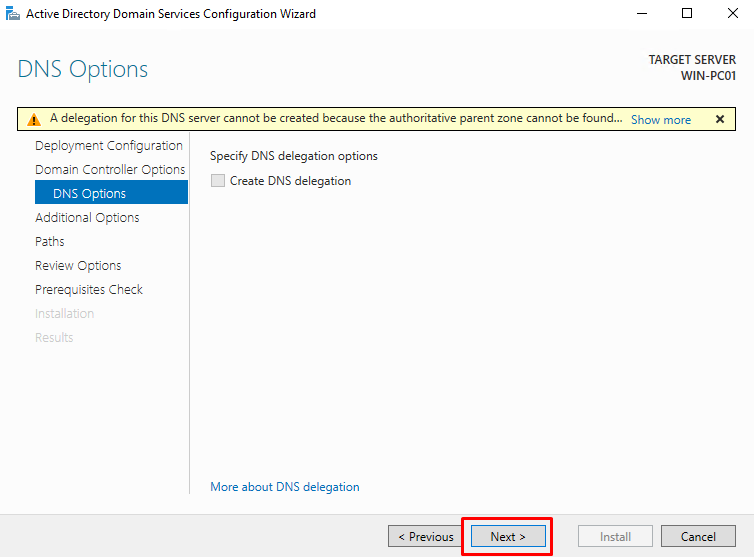 Active Directory Domain Services Configuration Wizard
DNS Options
TARGET SERVER
WIN-PC01
A delegation for this DNS server cannot be created because the authoritative parent zone cannot be found... Show more
Deployment Configuration
Domain Controller Options
DNS Options
Additional Options
Paths
Review Options
Prerequisites Check
Installation
Results
Specify DNS delegation options
Create DNS delegation
More about DNS delegation
< Previous Next > Install Cancel